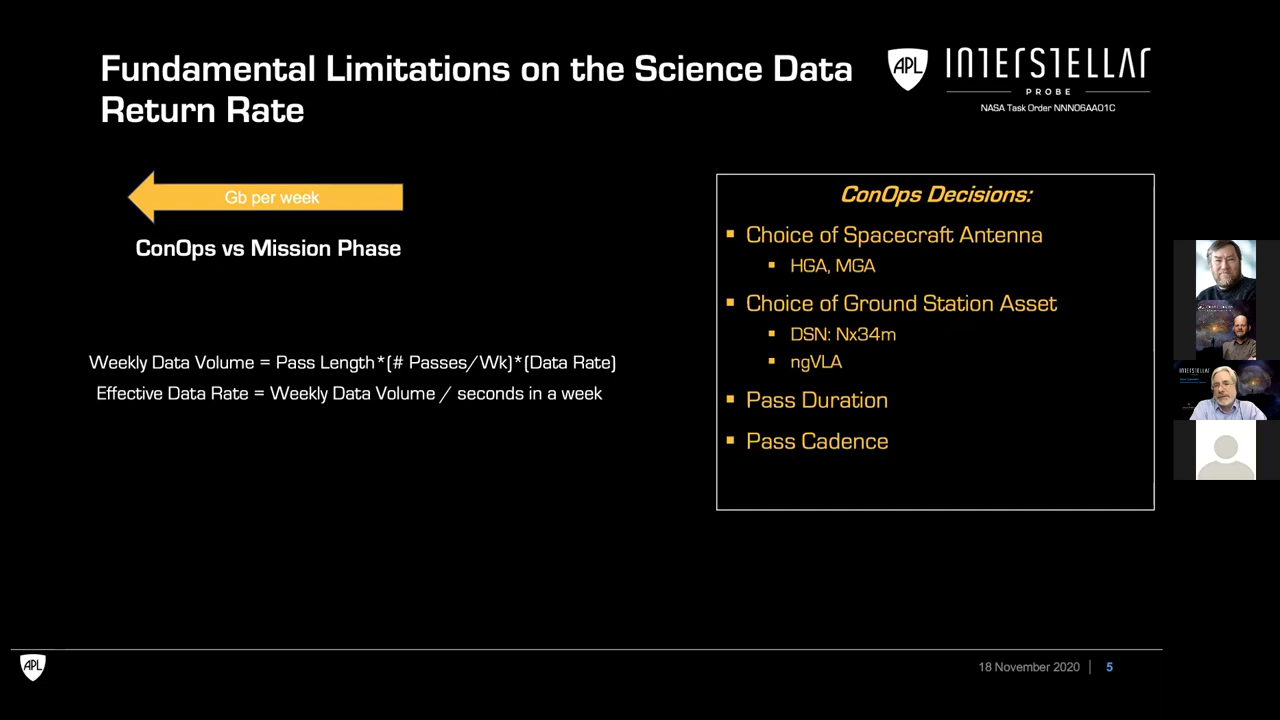 Fundamental Limitations on the Science Data
Return Rate
APL
INTERSTELLAR
PROBE
NASA Task Order NNN06AA01C
Gb per week
ConOps vs Mission Phase
Weekly Data Volume = Pass Length*(# Passes/Wk)*(Data Rate)
Effective Data Rate = Weekly Data Volume / seconds in a week
ConOps Decisions:
▪ Choice of Spacecraft Antenna
▪ HGA, MGA
▪ Choice of Ground Station Asset
▪ DSN: Nx34m
▪ ngVLA
▪ Pass Duration
▪ Pass Cadence
APL
18 November 2020 | 5